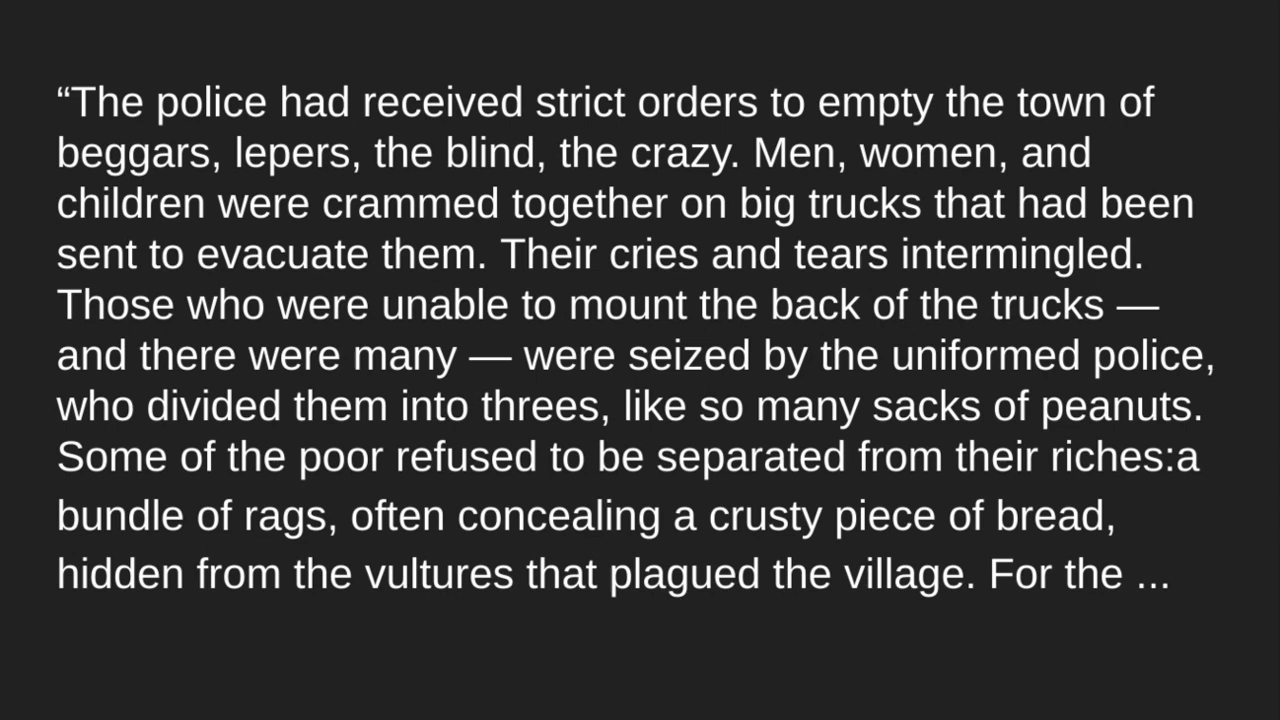 “The police had received strict orders to empty the town of
beggars, lepers, the blind, the crazy. Men, women, and
children were crammed together on big trucks that had been
sent to evacuate them. Their cries and tears intermingled.
Those who were unable to mount the back of the trucks —
and there were many — were seized by the uniformed police,
who divided them into threes, like so many sacks of peanuts.
Some of the poor refused to be separated from their riches:a
bundle of rags, often concealing a crusty piece of bread,
hidden from the vultures that plagued the village. For the ...